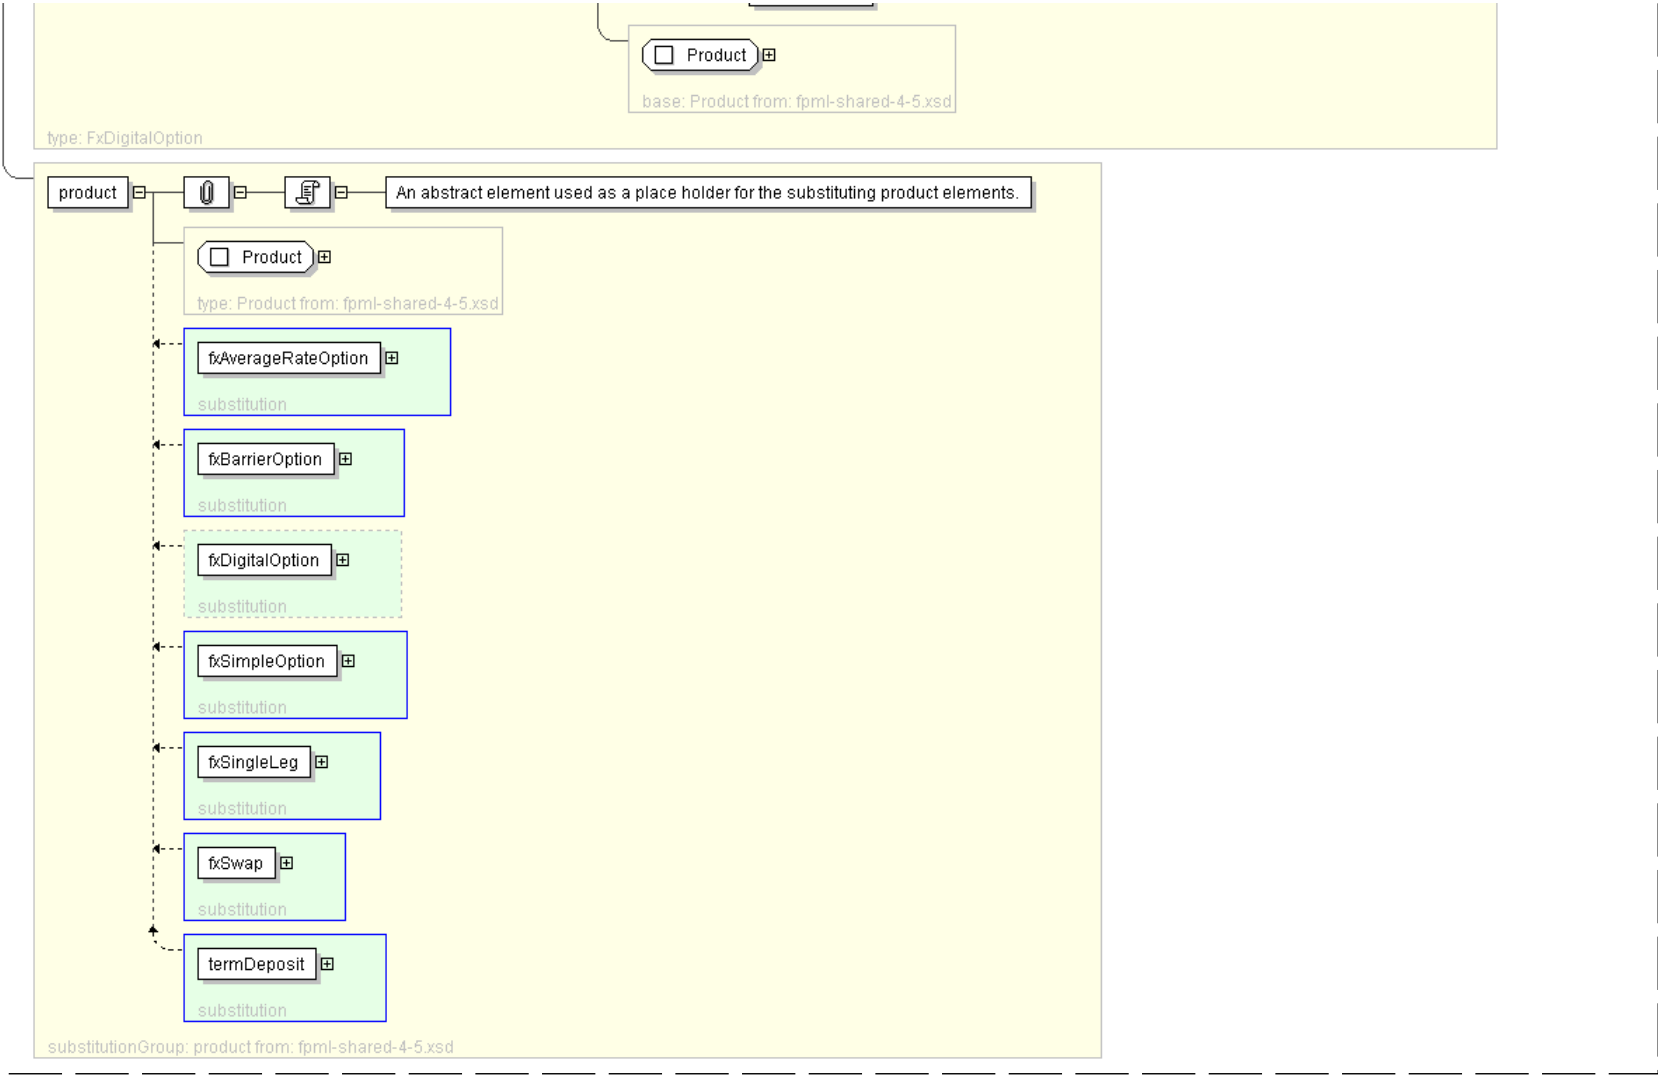 Product
base: Product from: fpml-shared-4-5.xsd
type: FxDigitalOption
product
An abstract element used as a place holder for the substituting product elements.
Product
type: Product from: fpml-shared-4-5.xsd
fxAverageRateOption
substitution
fxBarrierOption
substitution
fxDigitalOption
substitution
fxSimpleOption
substitution
fxSingleLeg
substitution
fxSwap
substitution
termDeposit
substitution
substitutionGroup: product from: fpml-shared-4-5.xsd